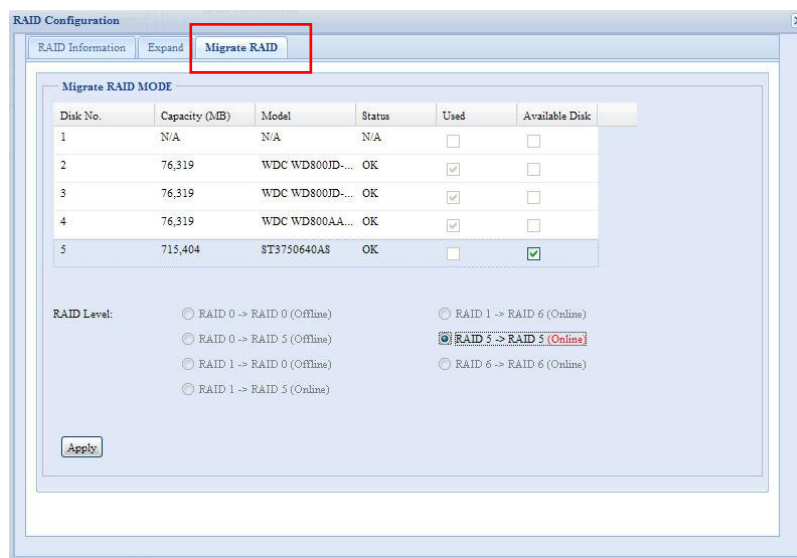 RAID Configuration
RAID Information Expand Migrate RAID
Migrate RAID MODE
Disk No. Capacity (MB) Model Status Used Available Disk
1 N/A N/A N/A
2 76,319 WDC WD800JD-... OK
3 76,319 WDC WD800JD-... OK
4 76,319 WDC WD800AA... OK
5 715,404 ST3750640AS OK
RAID Level: RAID 0 -> RAID 0 (Offline) RAID 1 -> RAID 6 (Online)
RAID 0 -> RAID 5 (Offline) RAID 5 -> RAID 5 (Online)
RAID 1 -> RAID 0 (Offline) RAID 6 -> RAID 6 (Online)
RAID 1 -> RAID 5 (Online)
Apply